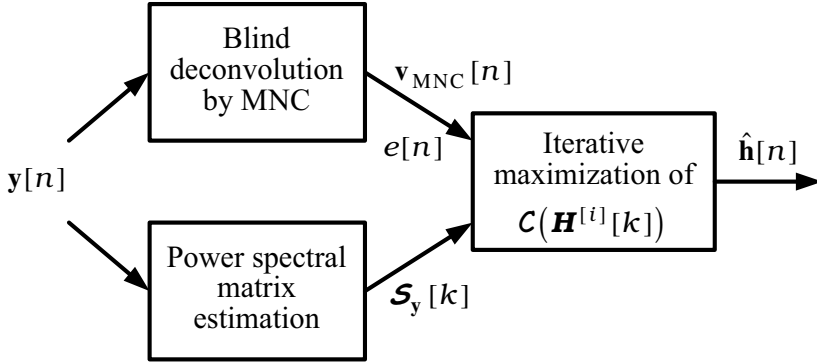 Blind
deconvolution
by MNC
𝐯_MNC[n]
e[n]
𝐲[n]
Iterative
maximization of
𝓒(𝑯^[i][k])
𝐡̂[n]
Power spectral
matrix
estimation
𝓢_𝐲[k]